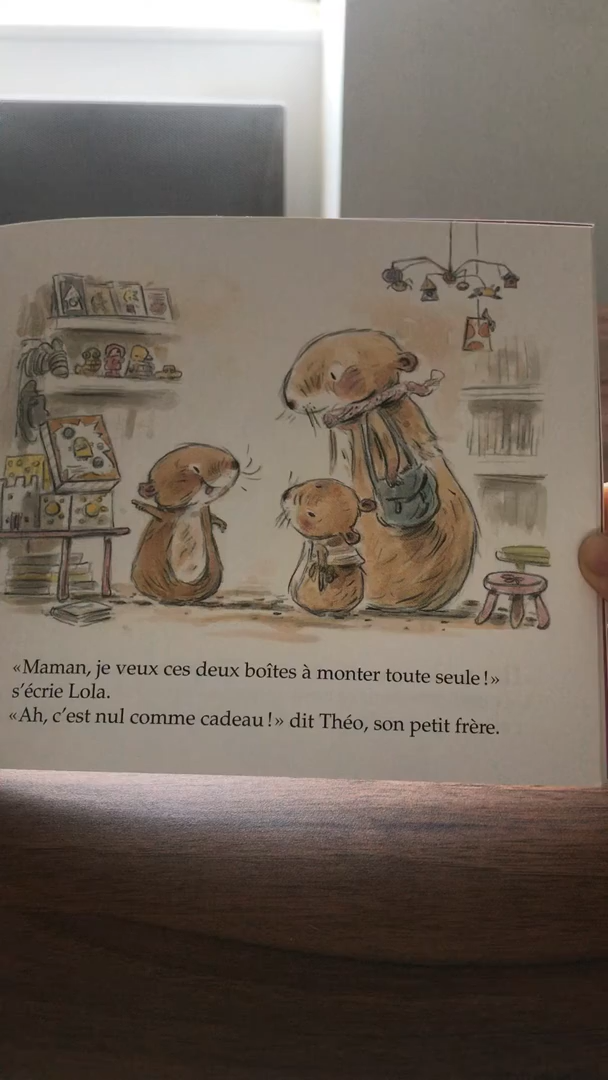 «Maman, je veux ces deux boîtes à monter toute seule!»
s'écrie Lola.
«Ah, c'est nul comme cadeau!» dit Théo, son petit frère.